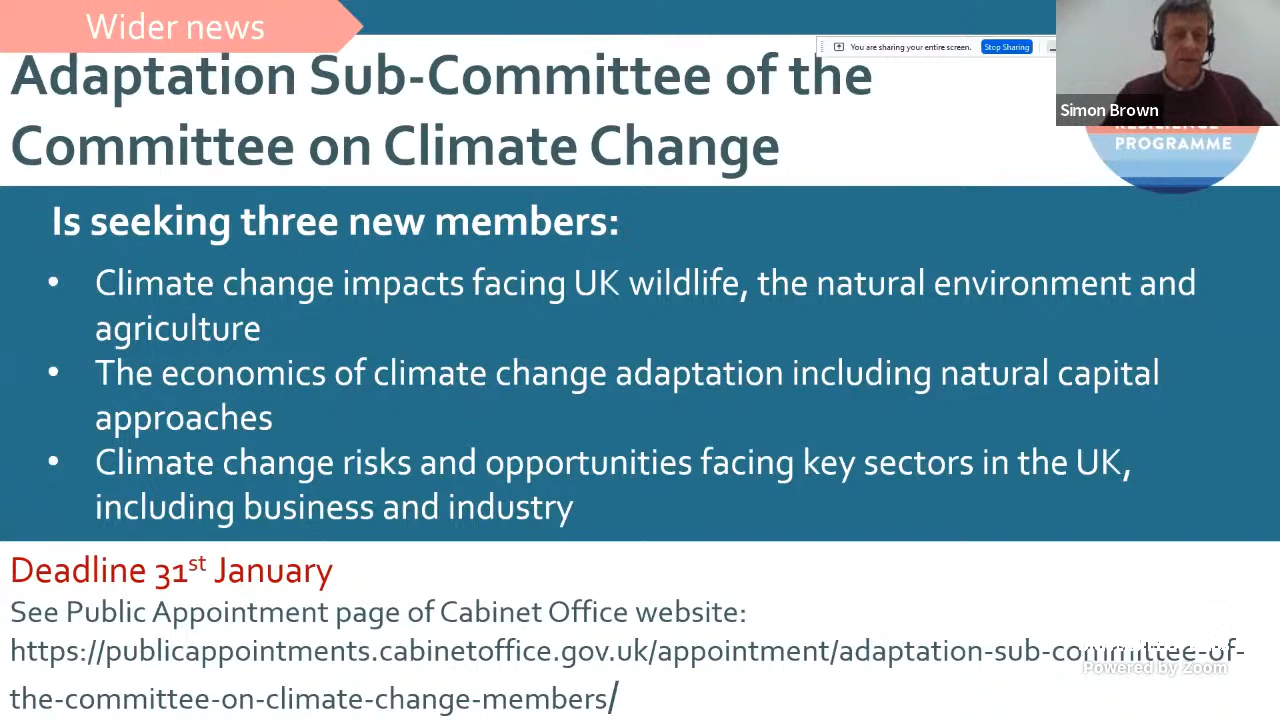 Wider news
You are sharing your entire screen. Stop Sharing
Adaptation Sub-Committee of the
Committee on Climate Change
Simon Brown
RESILIENCE
PROGRAMME
Is seeking three new members:
• Climate change impacts facing UK wildlife, the natural environment and
agriculture
• The economics of climate change adaptation including natural capital
approaches
• Climate change risks and opportunities facing key sectors in the UK,
including business and industry
Deadline 31st January
See Public Appointment page of Cabinet Office website:
https://publicappointments.cabinetoffice.gov.uk/appointment/adaptation-sub-committee-of-
the-committee-on-climate-change-members/
Powered by Zoom